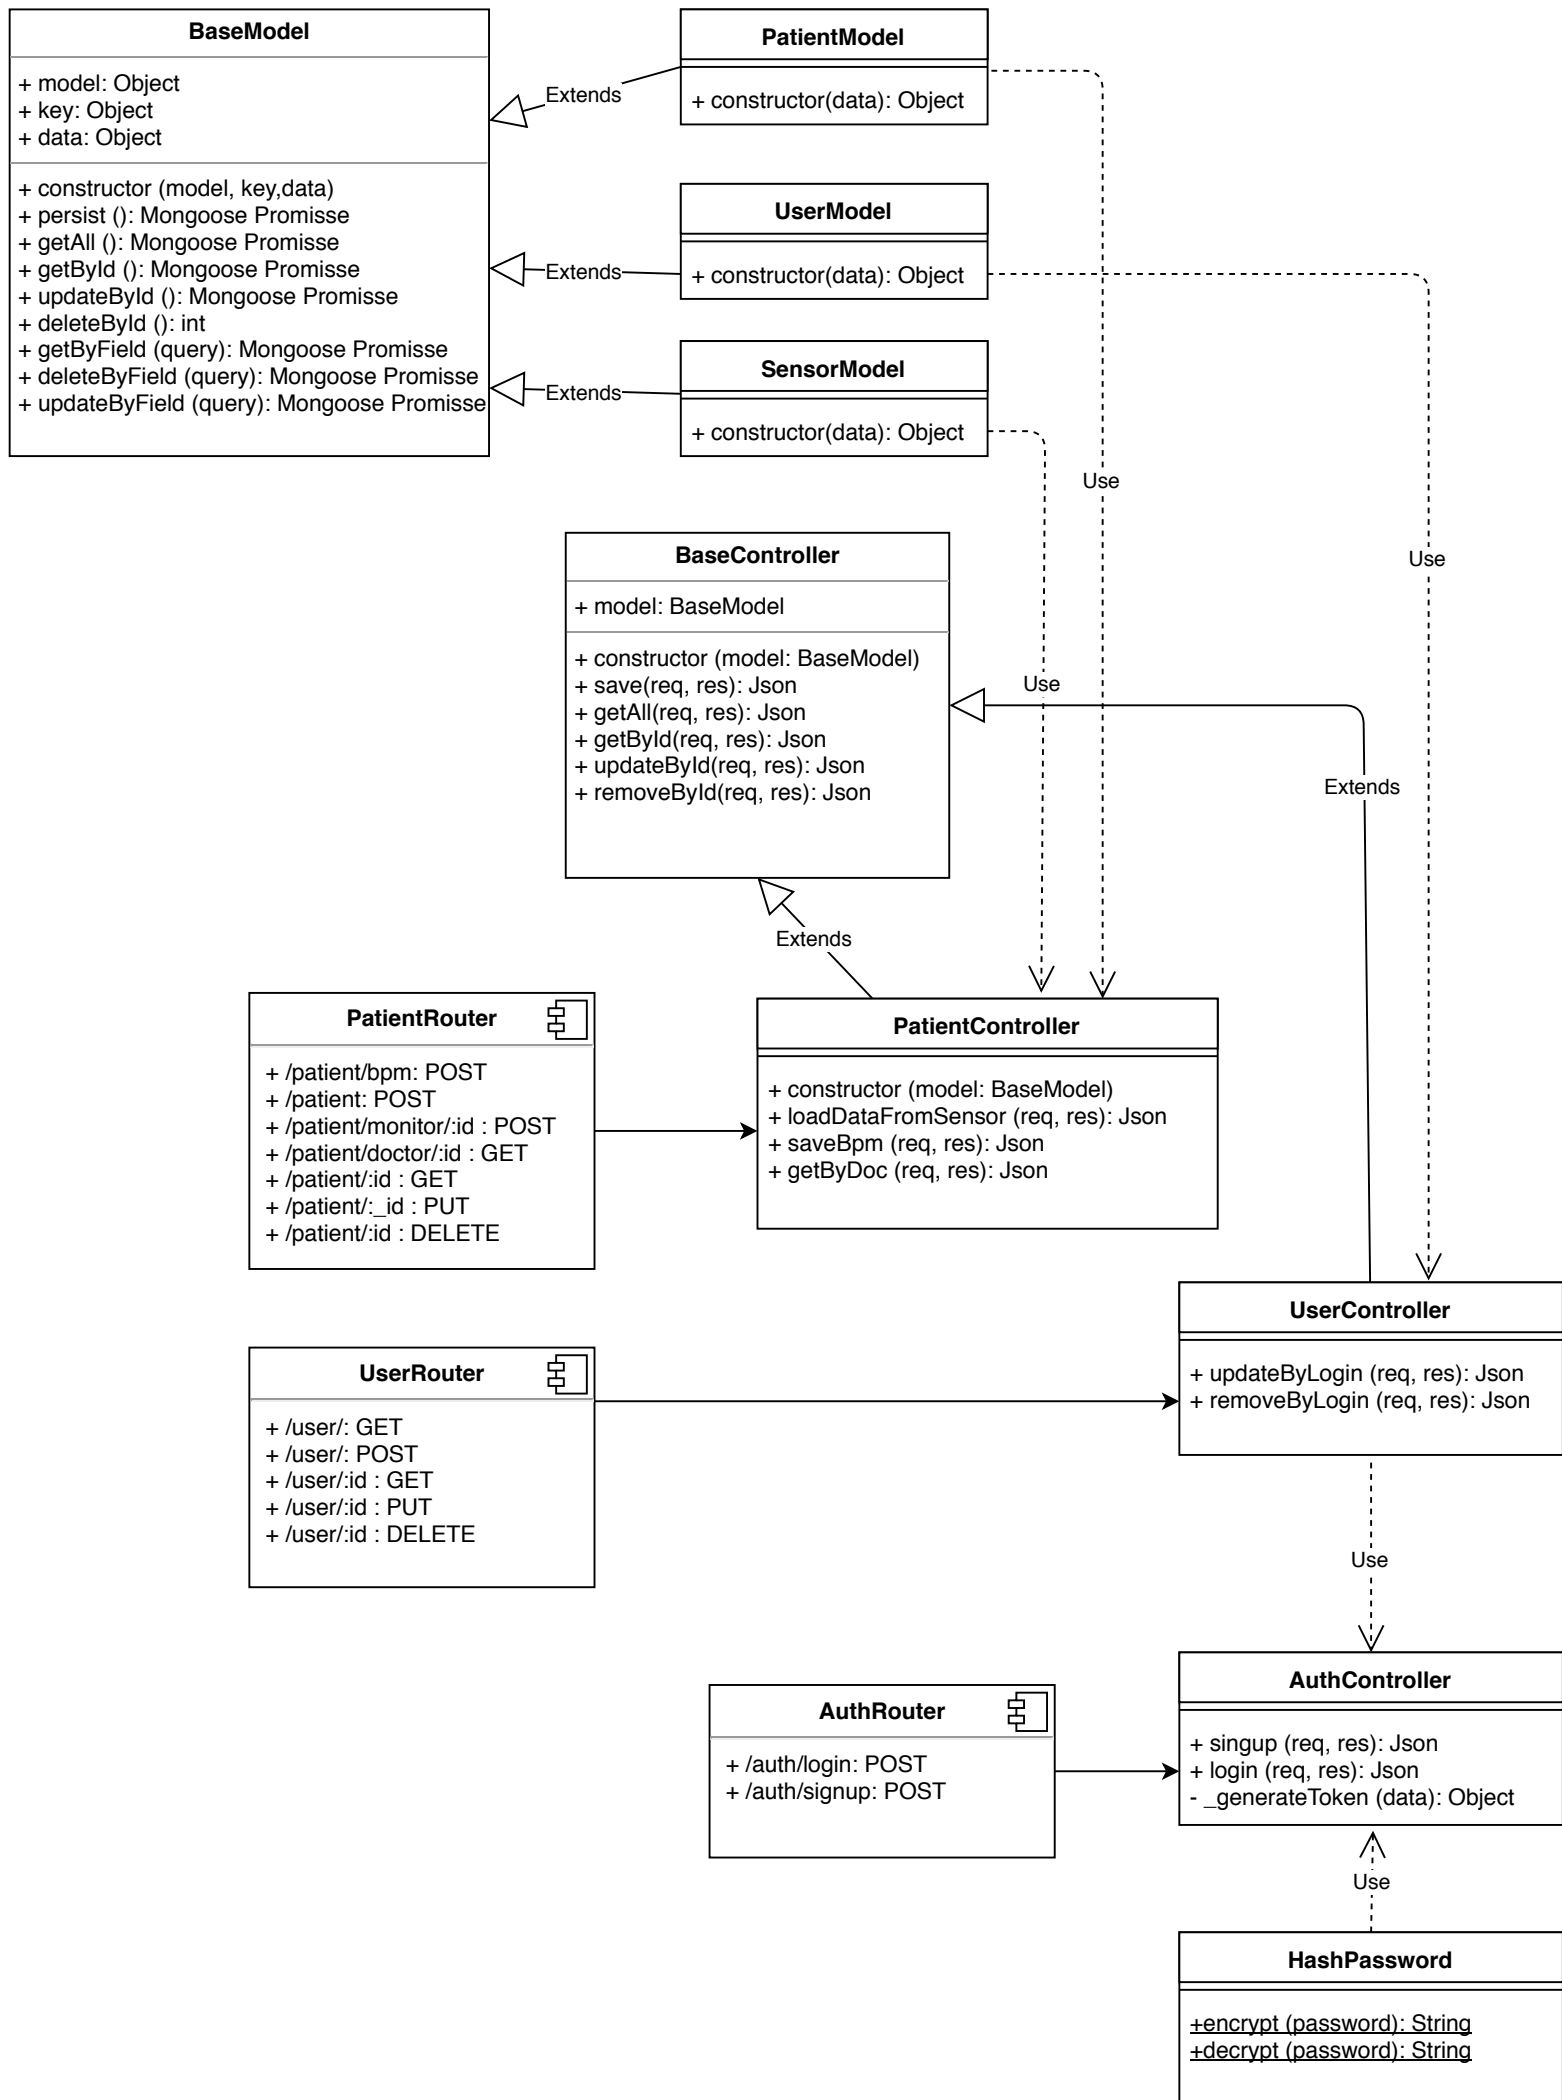 BaseModel
+ model: Object
+ key: Object
+ data: Object
+ constructor (model, key,data)
+ persist (): Mongoose Promisse
+ getAll (): Mongoose Promisse
+ getById (): Mongoose Promisse
+ updateById (): Mongoose Promisse
+ deleteById (): int
+ getByField (query): Mongoose Promisse
+ deleteByField (query): Mongoose Promisse
+ updateByField (query): Mongoose Promisse
Extends
PatientModel
+ constructor(data): Object
Extends
UserModel
+ constructor(data): Object
Extends
SensorModel
+ constructor(data): Object
Use
Use
Use
BaseController
+ model: BaseModel
+ constructor (model: BaseModel)
+ save(req, res): Json
+ getAll(req, res): Json
+ getById(req, res): Json
+ updateById(req, res): Json
+ removeById(req, res): Json
Extends
Extends
PatientRouter
+ /patient/bpm: POST
+ /patient: POST
+ /patient/monitor/:id : POST
+ /patient/doctor/:id : GET
+ /patient/:id : GET
+ /patient/:_id : PUT
+ /patient/:id : DELETE
PatientController
+ constructor (model: BaseModel)
+ loadDataFromSensor (req, res): Json
+ saveBpm (req, res): Json
+ getByDoc (req, res): Json
UserController
+ updateByLogin (req, res): Json
+ removeByLogin (req, res): Json
UserRouter
+ /user/: GET
+ /user/: POST
+ /user/:id : GET
+ /user/:id : PUT
+ /user/:id : DELETE
Use
AuthController
+ singup (req, res): Json
+ login (req, res): Json
- _generateToken (data): Object
AuthRouter
+ /auth/login: POST
+ /auth/signup: POST
Use
HashPassword
+encrypt (password): String
+decrypt (password): String